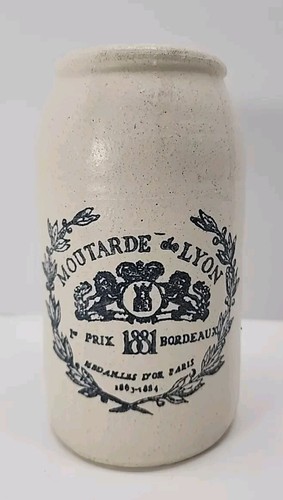 MOUTARDE de LYON
1er PRIX 1881 BORDEAUX
MEDAILLES D'OR PARIS
1863-1884